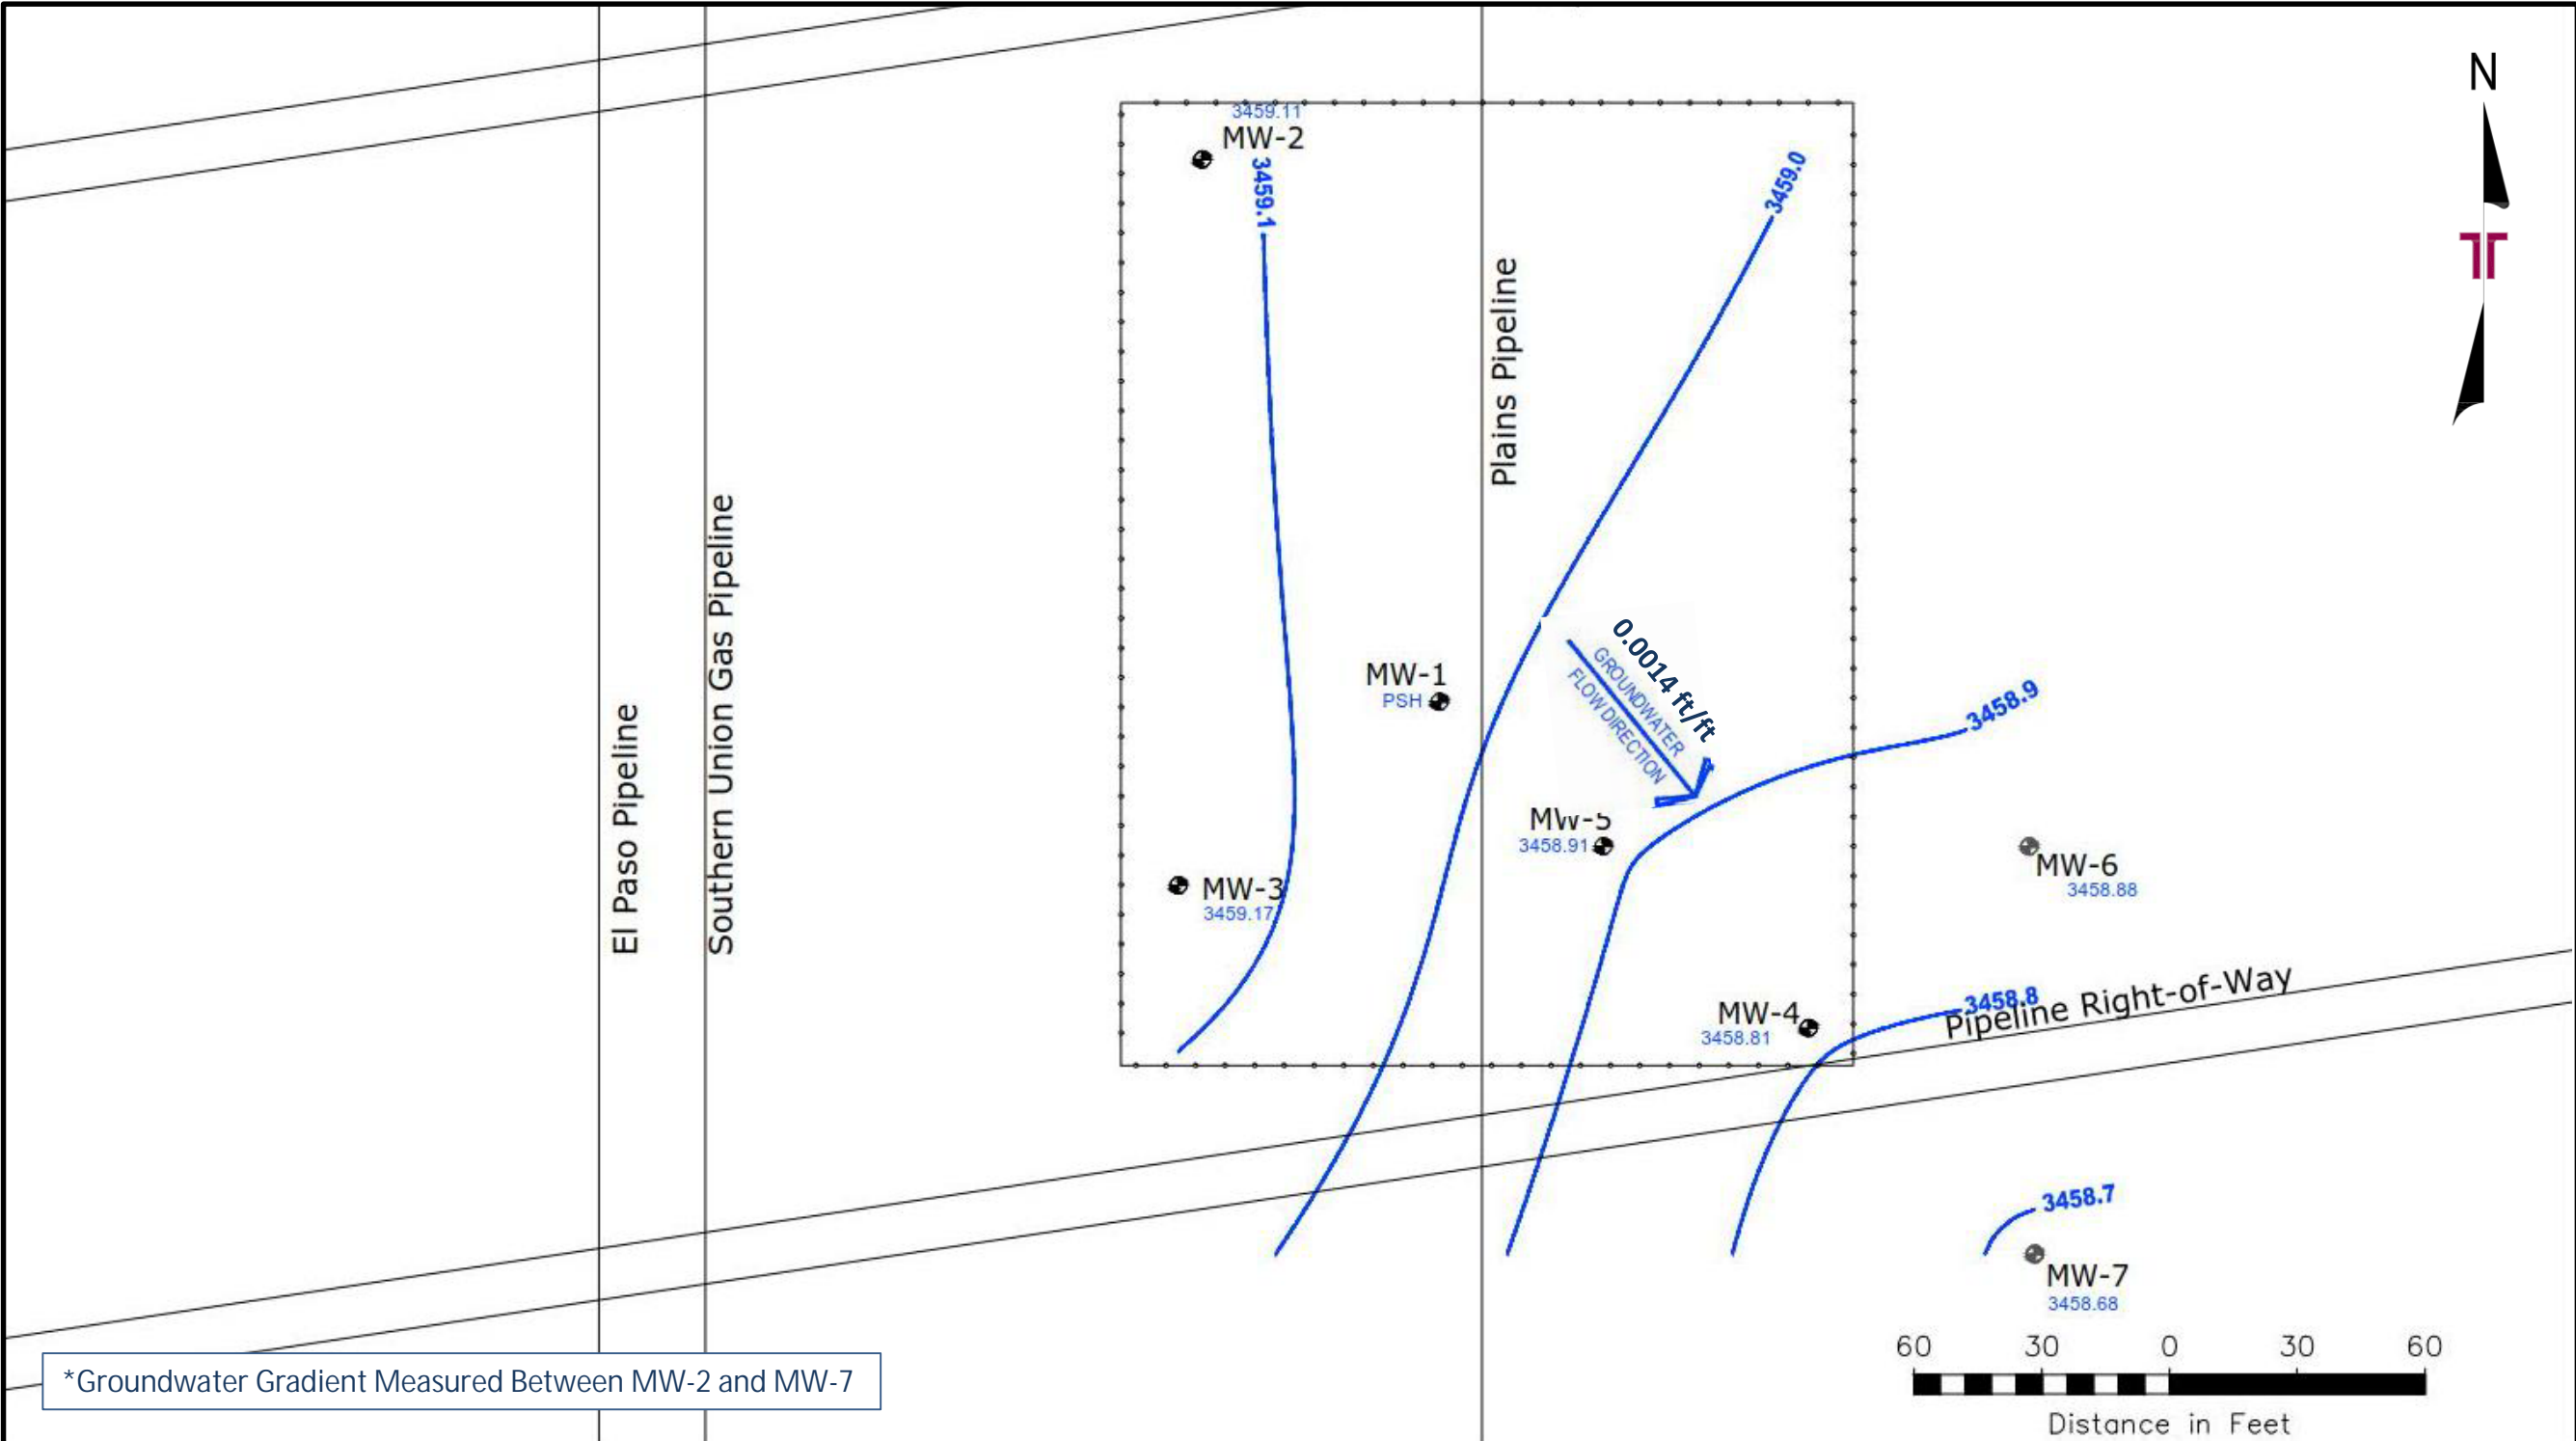 N
3459.11
MW-2
3459.1
3459.0
Plains Pipeline
Southern Union Gas Pipeline
El Paso Pipeline
0.0014 ft/ft
GROUNDWATER
FLOW DIRECTION
MW-1
PSH
3458.9
MW-5
3458.91
MW-6
3458.88
MW-3
3459.17
MW-4
3458.81
3458.8
Pipeline Right-of-Way
3458.7
MW-7
3458.68
60 30 0 30 60
Distance in Feet
*Groundwater Gradient Measured Between MW-2 and MW-7